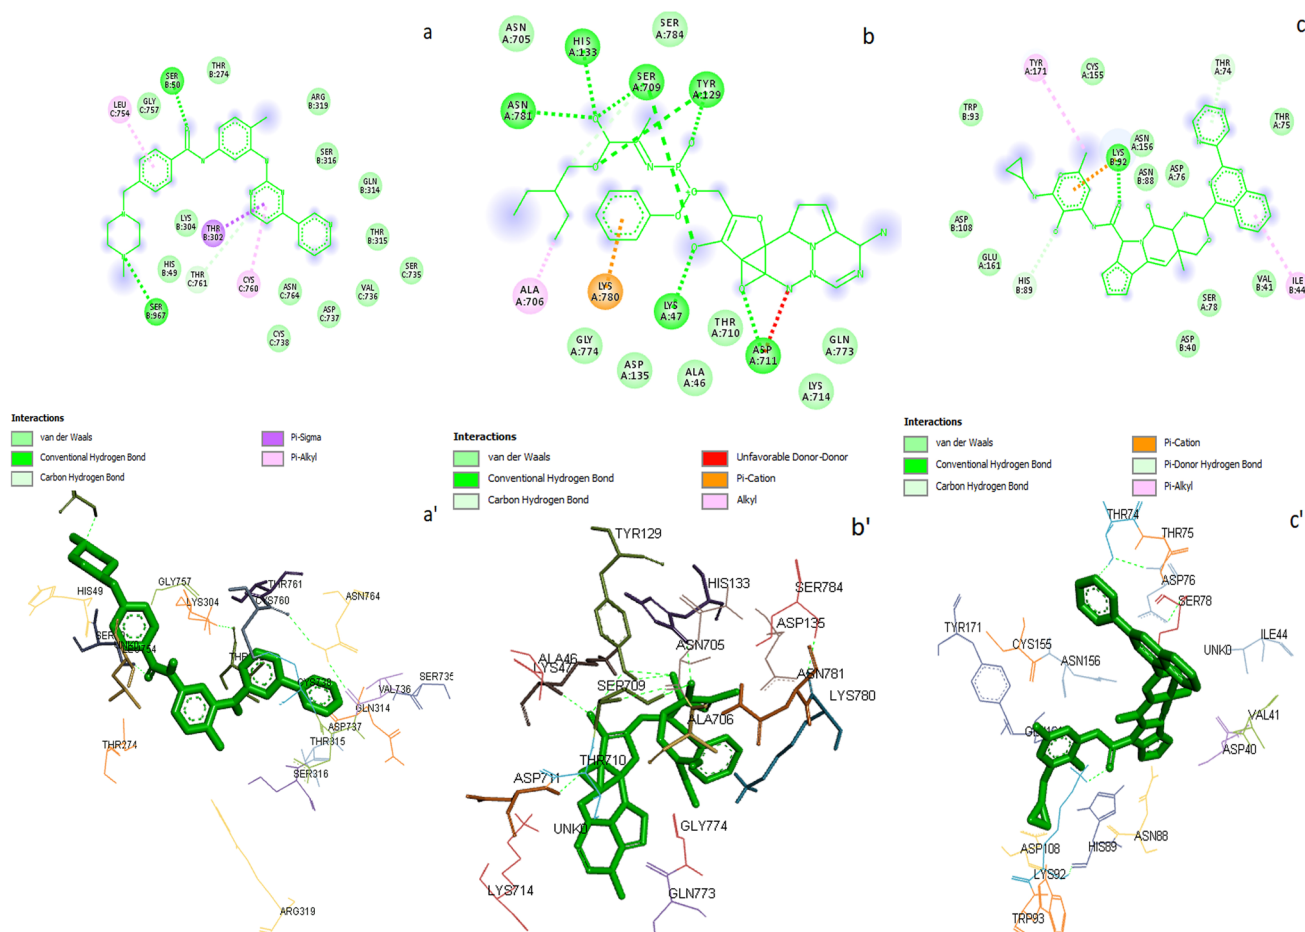 a
SER
B:50
THR
B:274
LEU
C:754
GLY
C:757
ARG
B:319
SER
B:316
GLN
B:314
LYS
B:304
THR
B:302
THR
B:315
HIS
B:49
THR
C:761
CYS
C:760
ASN
C:764
ASP
C:737
VAL
C:736
SER
C:735
SER
B:967
CYS
C:738
Interactions
van der Waals
Conventional Hydrogen Bond
Carbon Hydrogen Bond
Pi-Sigma
Pi-Alkyl
b
ASN
A:705
HIS
A:133
SER
A:784
SER
A:709
TYR
A:129
ASN
A:781
ALA
A:706
LYS
A:780
LYS
A:47
THR
A:710
ASP
A:711
GLN
A:773
GLY
A:774
ASP
A:135
ALA
A:46
LYS
A:714
Interactions
van der Waals
Conventional Hydrogen Bond
Carbon Hydrogen Bond
Unfavorable Donor-Donor
Pi-Cation
Alkyl
c
TYR
A:171
CYS
A:155
THR
A:74
TRP
B:93
LYS
B:92
ASN
A:156
ASN
B:88
ASP
A:76
THR
A:75
ASP
B:108
GLU
A:161
HIS
B:89
SER
A:78
VAL
B:41
ILE
B:44
ASP
B:40
Interactions
van der Waals
Conventional Hydrogen Bond
Carbon Hydrogen Bond
Pi-Cation
Pi-Donor Hydrogen Bond
Pi-Alkyl
a'
HIS49
GLY757
LYS304
THR761
CYS760
ASN764
CYS738
VAL736
SER735
GLN314
ASP737
THR315
SER316
THR274
ARG319
b'
TYR129
HIS133
SER784
ASP135
ASN705
ALA46
LYS47
SER709
ASN781
LYS780
ALA706
THR710
ASP711
UNK0
GLY774
LYS714
GLN773
c'
THR74
THR75
ASP76
SER78
TYR171
CYS155
ASN156
UNK0
ILE44
VAL41
ASP40
ASP108
HIS89
ASN88
LYS92
TRP93